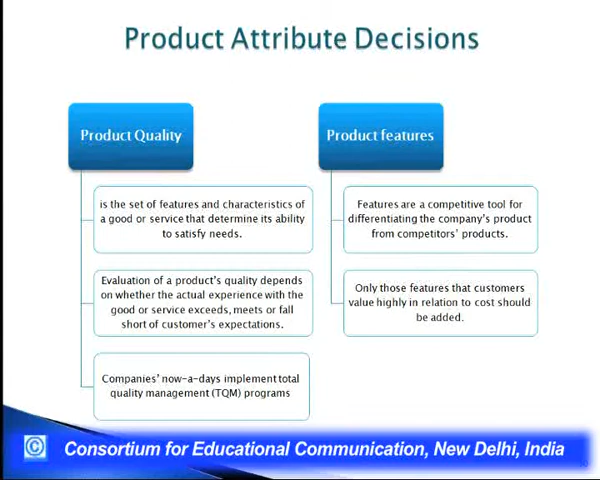 Product Attribute Decisions
Product Quality
is the set of features and characteristics of
a good or service that determine its ability
to satisfy needs.
Evaluation of a product's quality depends
on whether the actual experience with the
good or service exceeds, meets or fall
short of customer's expectations.
Companies' now-a-days implement total
quality management (TQM) programs
Product features
Features are a competitive tool for
differentiating the company's product
from competitors' products.
Only those features that customers
value highly in relation to cost should
be added.
© Consortium for Educational Communication, New Delhi, India